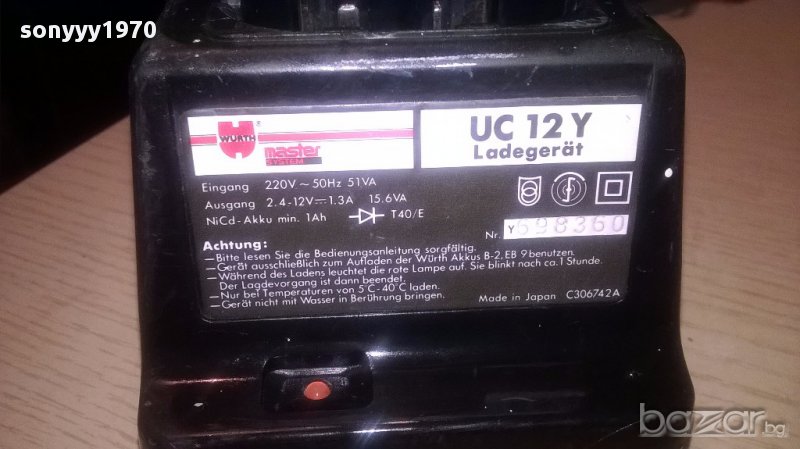 sonyyy1970
WÜRTH
master
SYSTEM
UC 12 Y
Ladegerät
Eingang 220V ~ 50Hz 51VA
Ausgang 2.4-12V⎓1.3A 15.6VA
NiCd-Akku min. 1Ah T40/E
Nr. Y698360
Achtung:
—Bitte lesen Sie die Bedienungsanleitung sorgfältig.
—Gerät ausschließlich zum Aufladen der Würth Akkus B-2, EB 9 benutzen.
—Während des Ladens leuchtet die rote Lampe auf. Sie blinkt nach ca. 1 Stunde.
Der Lagdevorgang ist dann beendet.
—Nur bei Temperaturen von 5°C-40°C laden.
—Gerät nicht mit Wasser in Berührung bringen.
Made in Japan C306742A
bazar.bg